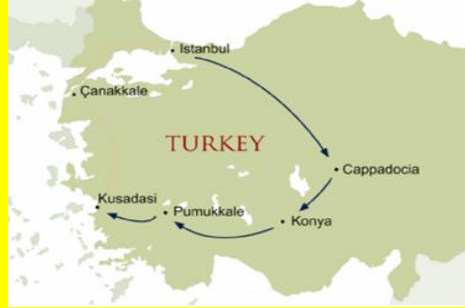 Istanbul
Çanakkale
TURKEY
Cappadocia
Kusadasi
Pumukkale
Konya